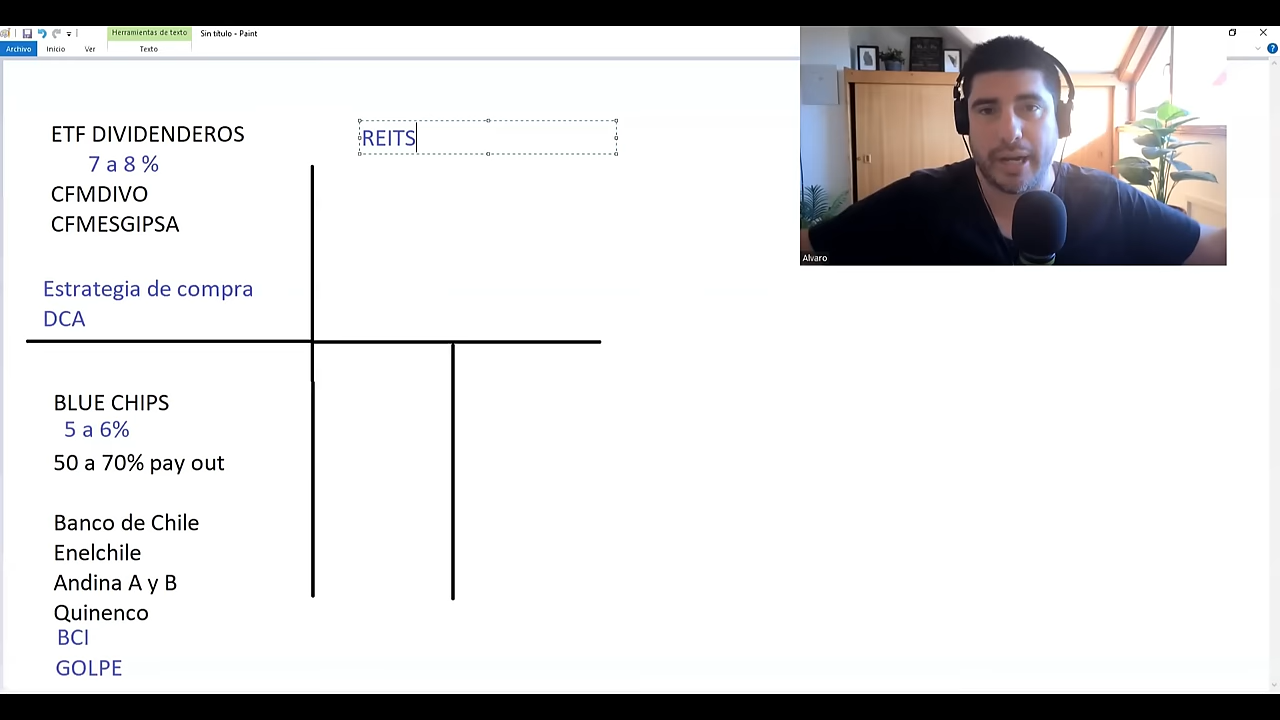 Herramientas de texto
Sin título - Paint
Archivo
Inicio
Ver
Texto
ETF DIVIDENDEROS
7 a 8 %
CFMDIVO
CFMESGIPSA
Estrategia de compra
DCA
REITS
BLUE CHIPS
5 a 6%
50 a 70% pay out
Banco de Chile
Enelchile
Andina A y B
Quinenco
BCI
GOLPE
Alvaro